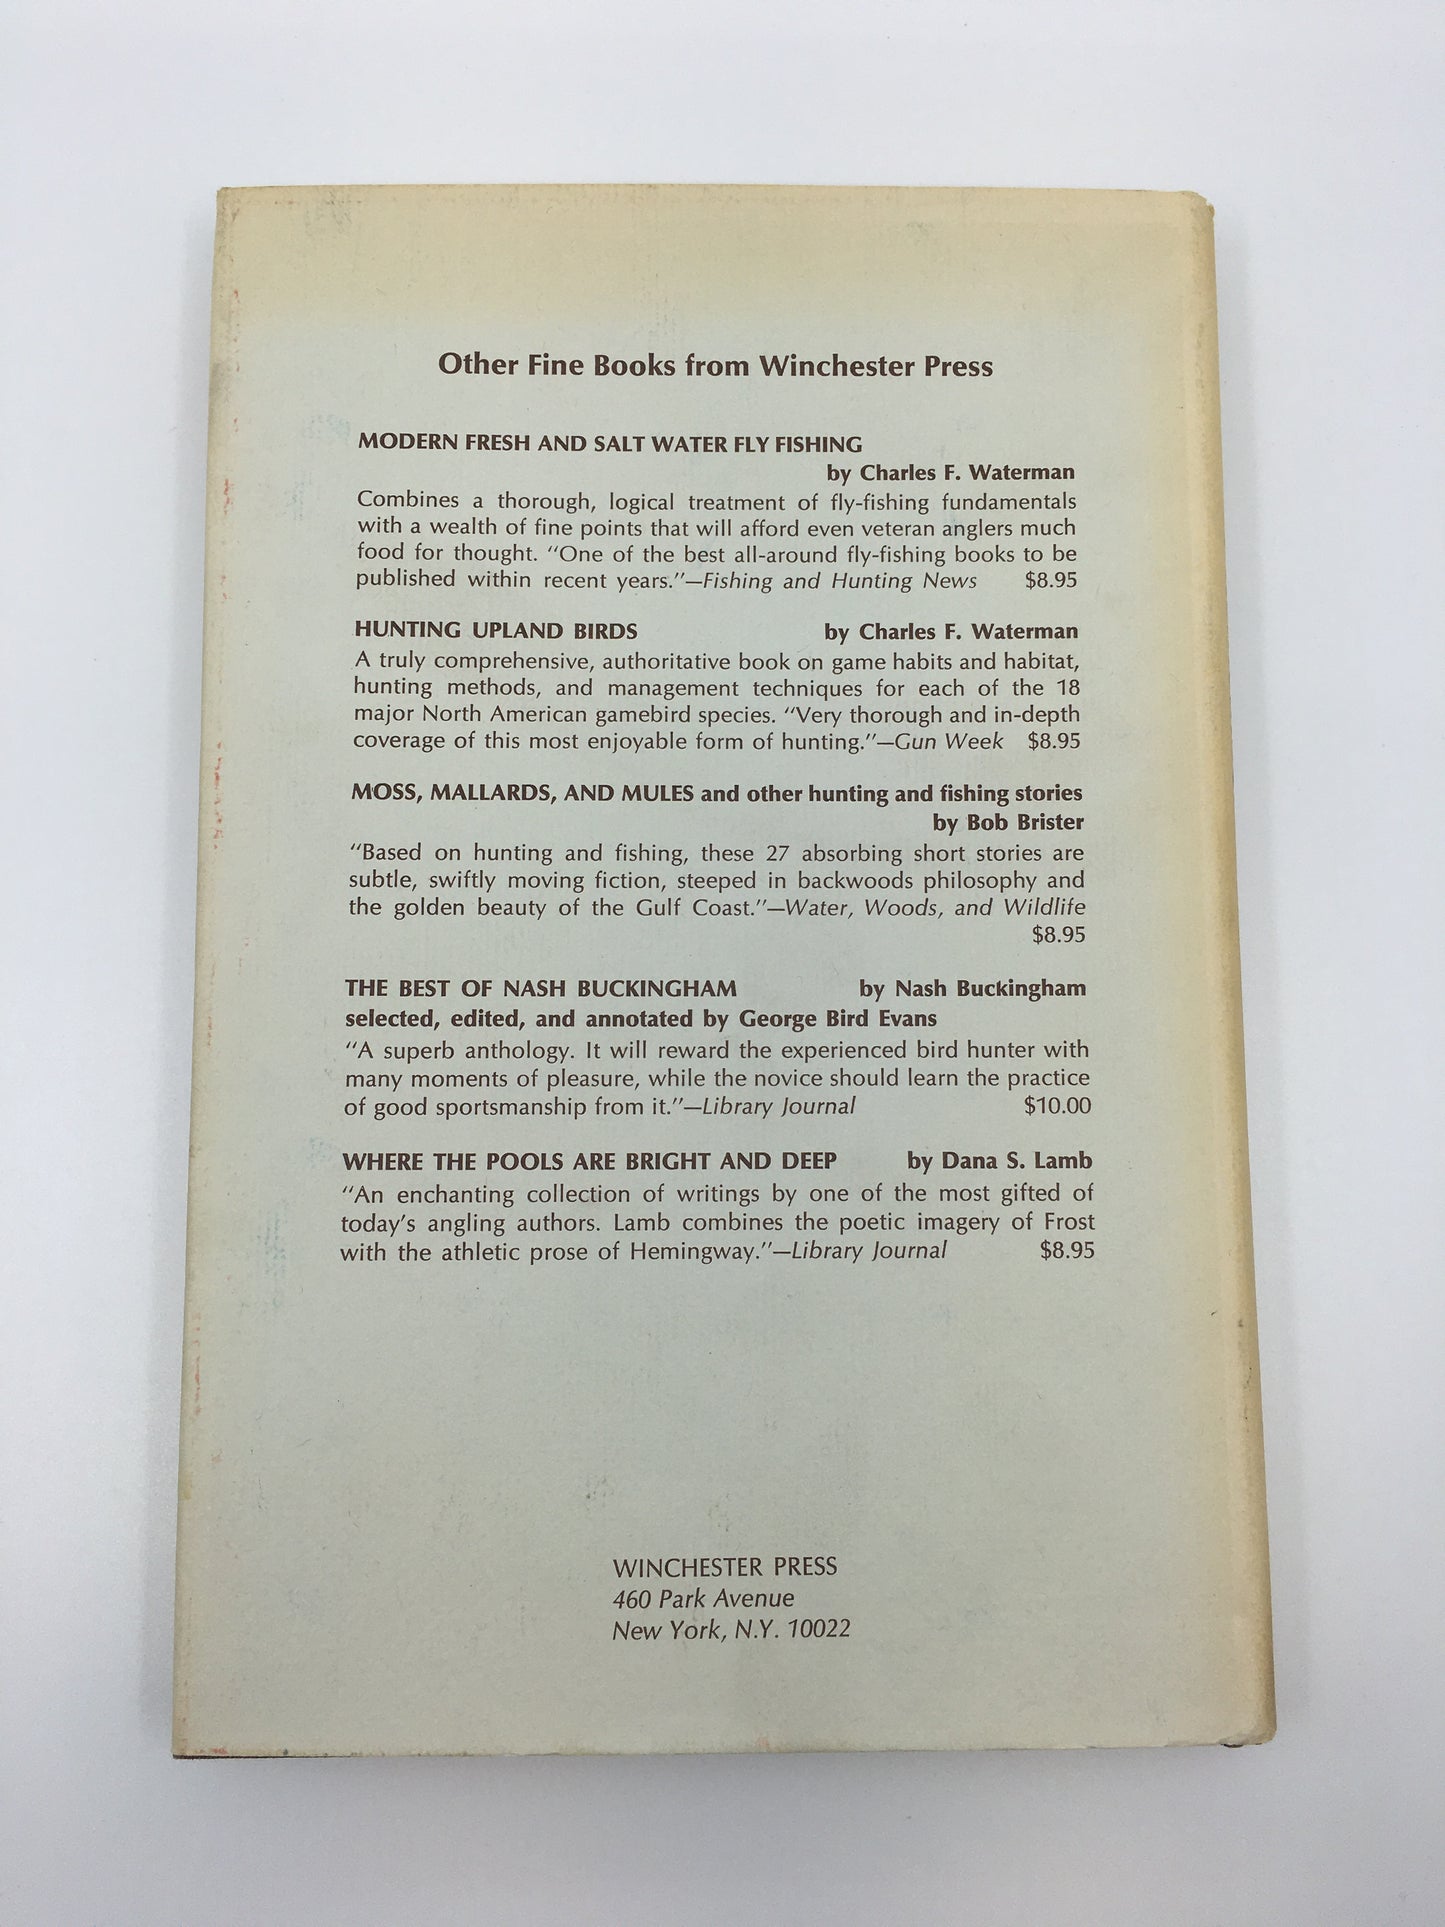 Other Fine Books from Winchester Press
MODERN FRESH AND SALT WATER FLY FISHING
by Charles F. Waterman
Combines a thorough, logical treatment of fly-fishing fundamentals
with a wealth of fine points that will afford even veteran anglers much
food for thought. "One of the best all-around fly-fishing books to be
published within recent years."—Fishing and Hunting News $8.95
HUNTING UPLAND BIRDS by Charles F. Waterman
A truly comprehensive, authoritative book on game habits and habitat,
hunting methods, and management techniques for each of the 18
major North American gamebird species. "Very thorough and in-depth
coverage of this most enjoyable form of hunting."—Gun Week $8.95
MOSS, MALLARDS, AND MULES and other hunting and fishing stories
by Bob Brister
"Based on hunting and fishing, these 27 absorbing short stories are
subtle, swiftly moving fiction, steeped in backwoods philosophy and
the golden beauty of the Gulf Coast."—Water, Woods, and Wildlife
$8.95
THE BEST OF NASH BUCKINGHAM by Nash Buckingham
selected, edited, and annotated by George Bird Evans
"A superb anthology. It will reward the experienced bird hunter with
many moments of pleasure, while the novice should learn the practice
of good sportsmanship from it."—Library Journal $10.00
WHERE THE POOLS ARE BRIGHT AND DEEP by Dana S. Lamb
"An enchanting collection of writings by one of the most gifted of
today's angling authors. Lamb combines the poetic imagery of Frost
with the athletic prose of Hemingway."—Library Journal $8.95
WINCHESTER PRESS
460 Park Avenue
New York, N.Y. 10022